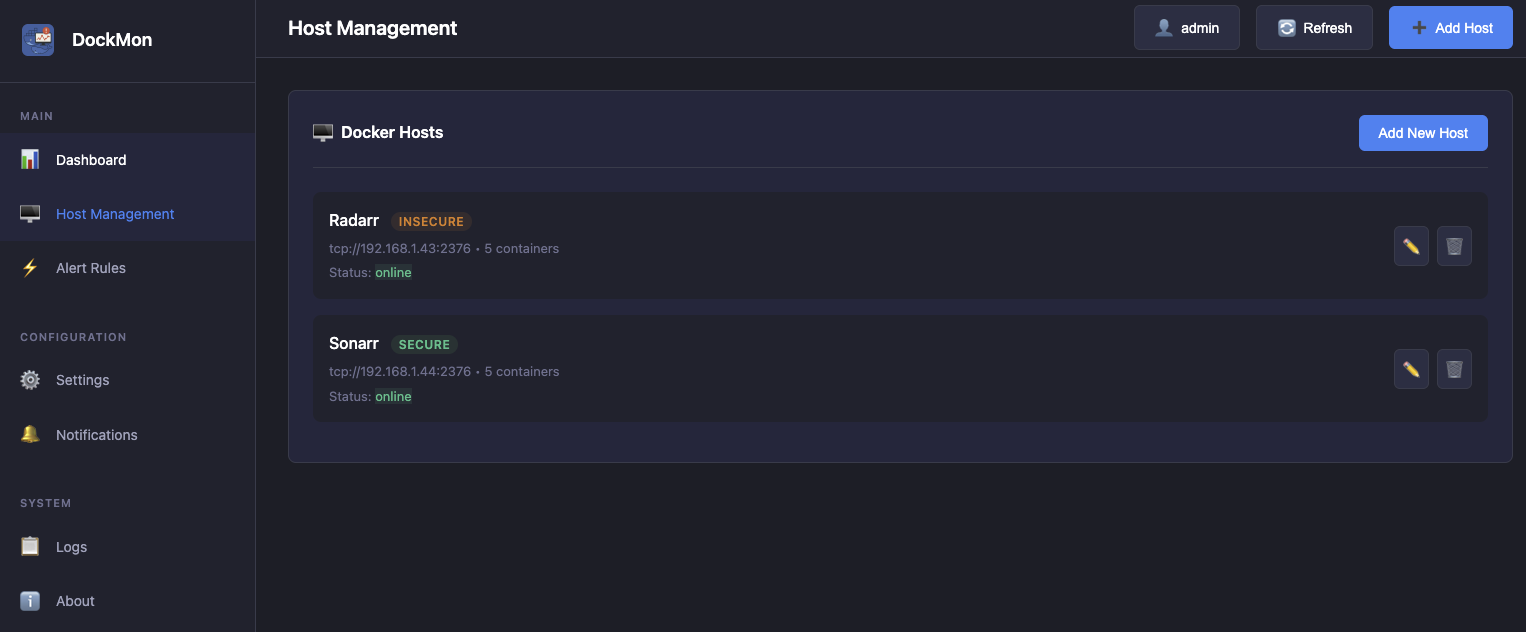 DockMon
MAIN
Dashboard
Host Management
Alert Rules
CONFIGURATION
Settings
Notifications
SYSTEM
Logs
About
Host Management
admin
Refresh
Add Host
Docker Hosts
Add New Host
Radarr INSECURE
tcp://192.168.1.43:2376 • 5 containers
Status: online
Sonarr SECURE
tcp://192.168.1.44:2376 • 5 containers
Status: online